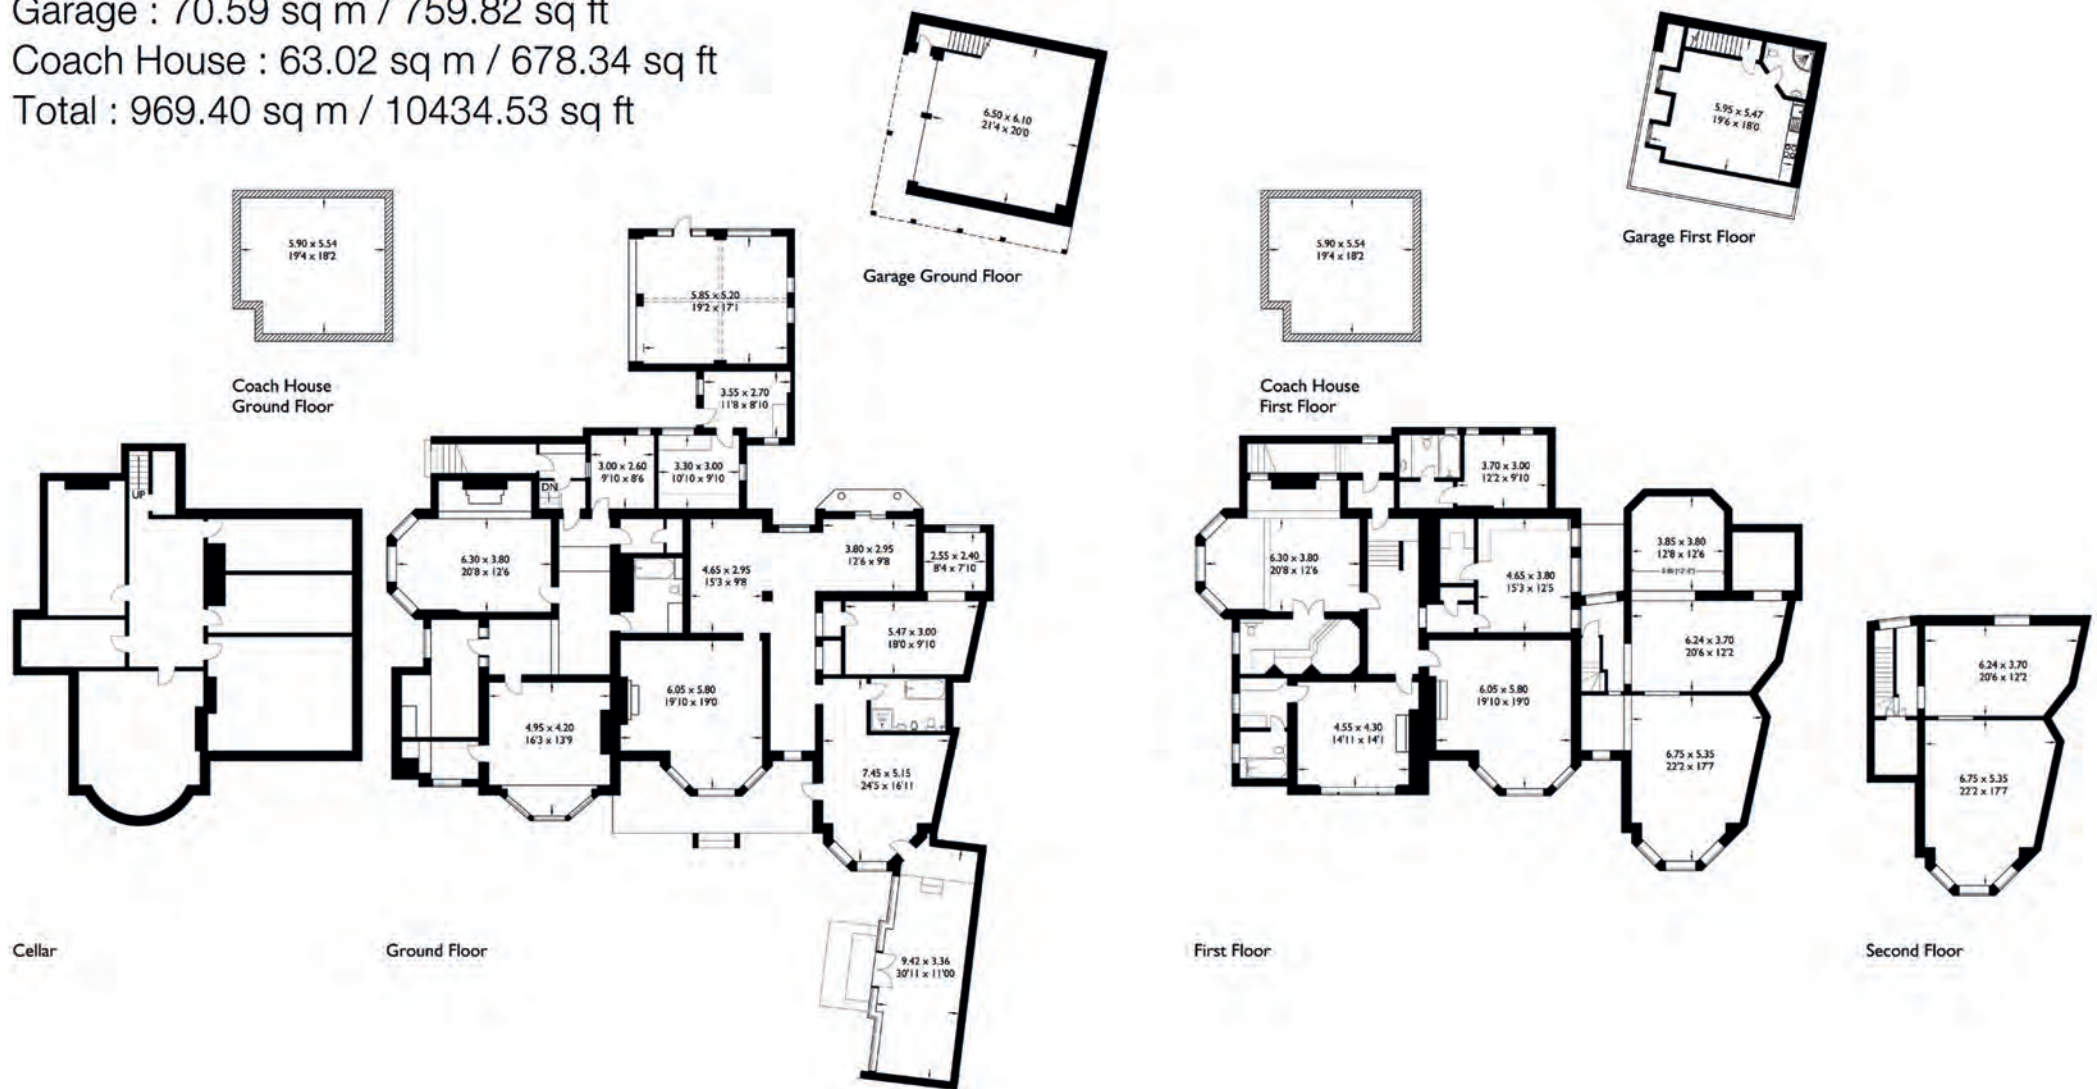 Garage : 70.59 sq m / 759.82 sq ft
Coach House : 63.02 sq m / 678.34 sq ft
Total : 969.40 sq m / 10434.53 sq ft
6.50 x 6.10
21'4 x 20'0
Garage Ground Floor
5.95 x 5.47
19'6 x 18'0
Garage First Floor
5.90 x 5.54
19'4 x 18'2
Coach House
Ground Floor
5.90 x 5.54
19'4 x 18'2
Coach House
First Floor
UP
Cellar
5.85 x 5.20
19'2 x 17'1
3.55 x 2.70
11'8 x 8'10
3.00 x 2.60
9'10 x 8'6
3.30 x 3.00
10'10 x 9'10
DN
6.30 x 3.80
20'8 x 12'6
4.65 x 2.95
15'3 x 9'8
3.80 x 2.95
12'6 x 9'8
2.55 x 2.40
8'4 x 7'10
5.47 x 3.00
18'0 x 9'10
4.95 x 4.20
16'3 x 13'9
6.05 x 5.80
19'10 x 19'0
7.45 x 5.15
24'5 x 16'11
9.42 x 3.36
30'11 x 11'00
Ground Floor
3.70 x 3.00
12'2 x 9'10
6.30 x 3.80
20'8 x 12'6
4.65 x 3.80
15'3 x 12'5
3.85 x 3.80
12'8 x 12'6
6.24 x 3.70
20'6 x 12'2
4.55 x 4.30
14'11 x 14'1
6.05 x 5.80
19'10 x 19'0
6.75 x 5.35
22'2 x 17'7
First Floor
6.24 x 3.70
20'6 x 12'2
6.75 x 5.35
22'2 x 17'7
Second Floor